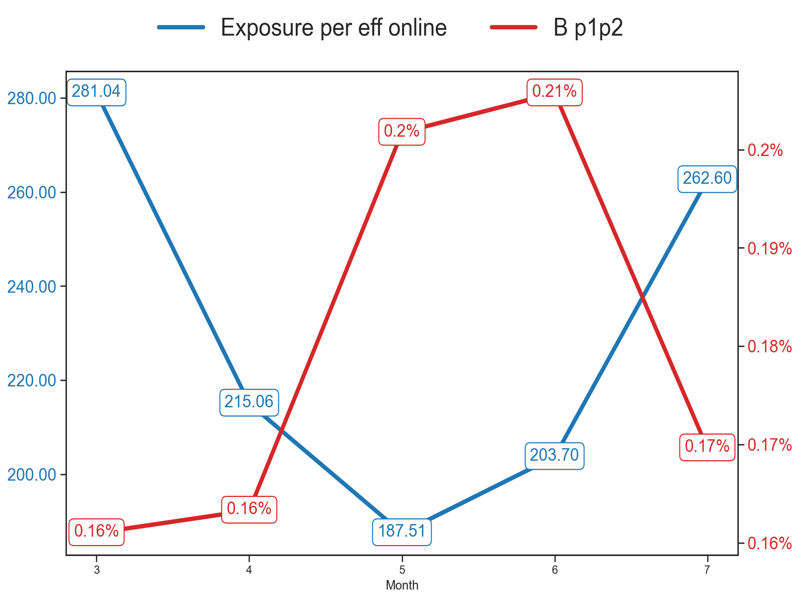 Exposure per eff online B p1p2
281.04 0.21%
280.00
0.2% 0.2%
260.00 262.60
0.19%
240.00
0.18%
220.00
215.06
203.70 0.17% 0.17%
200.00
0.16% 0.16% 187.51 0.16%
3 4 5 6 7
Month